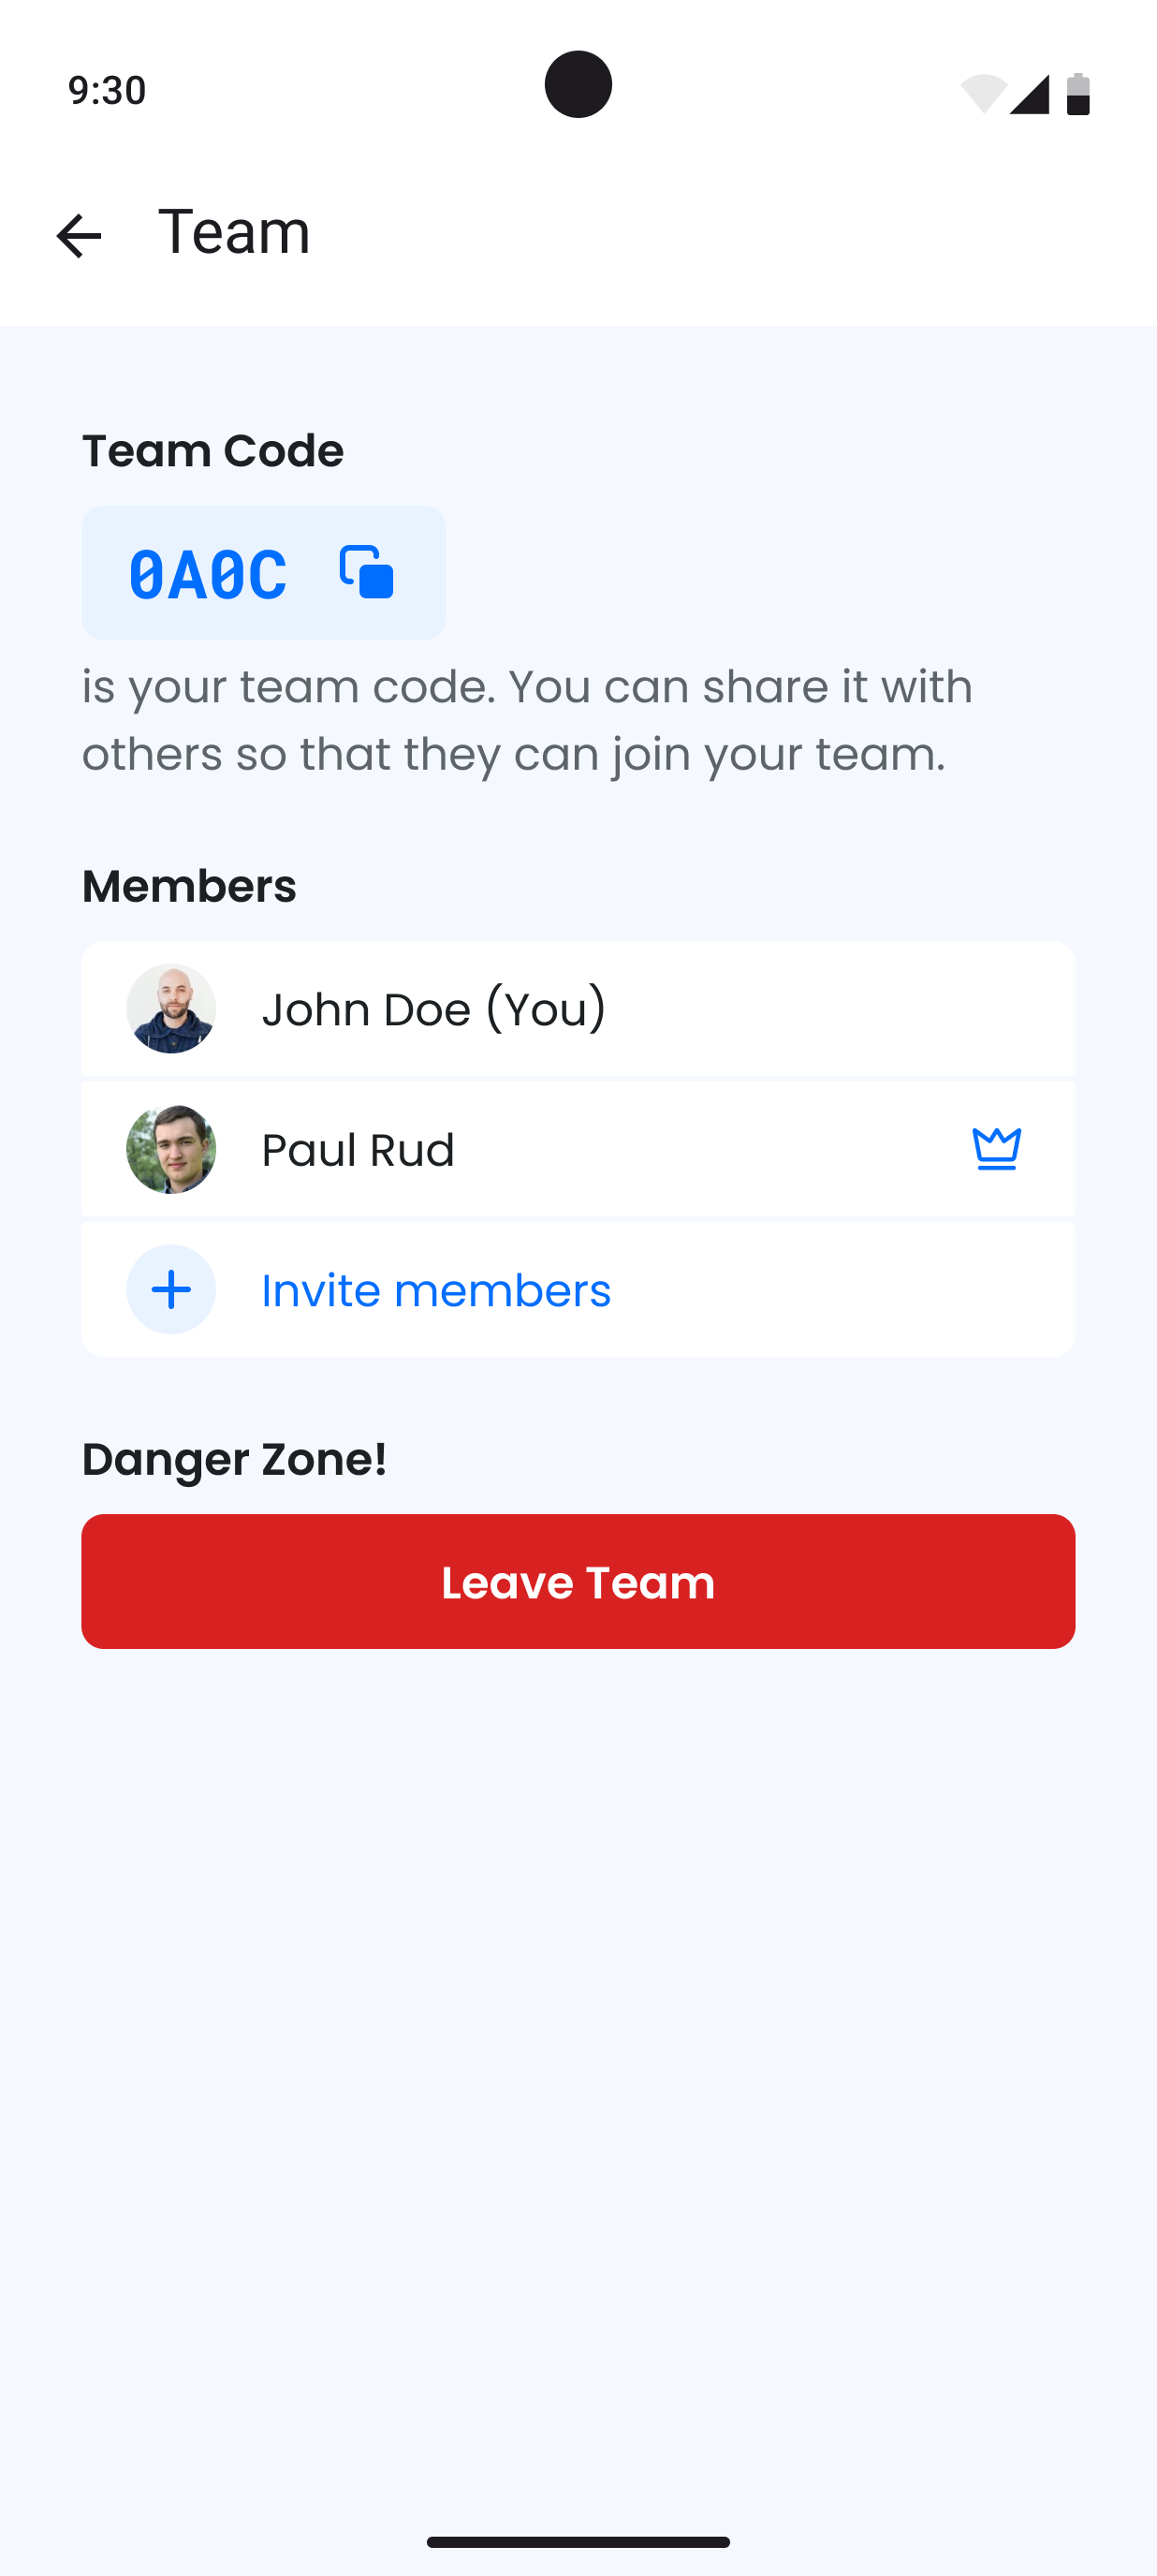 9:30
Team
Team Code
0A0C
is your team code. You can share it with
others so that they can join your team.
Members
John Doe (You)
Paul Rud
Invite members
Danger Zone!
Leave Team